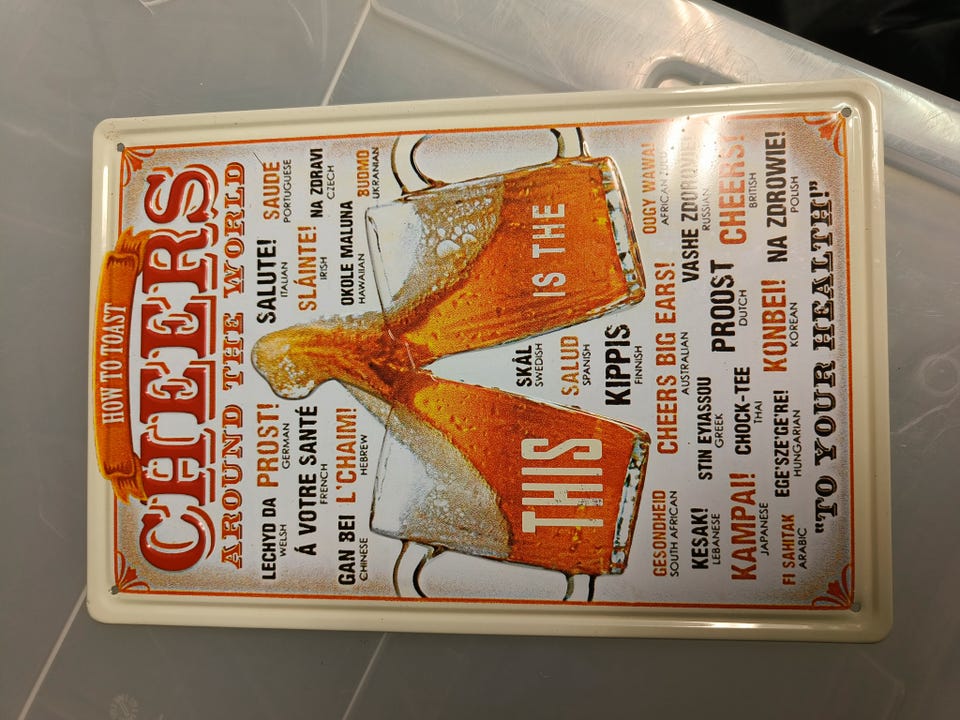 HOW TO TOAST
CHEERS
AROUND THE WORLD
LECHYD DA
WELSH
PROST!
GERMAN
SALUTE!
ITALIAN
SAUDE
PORTUGUESE
Á VOTRE SANTÉ
FRENCH
SLÁINTE!
IRISH
NA ZDRAVI
CZECH
GAN BEI
CHINESE
L'CHAIM!
HEBREW
OKOLE MALUNA
HAWAIIAN
BUDMO
UKRANIAN
THIS
IS THE
SKÅL
SWEDISH
SALUD
SPANISH
KIPPIS
FINNISH
GESONDHEID
SOUTH AFRICAN
CHEERS BIG EARS!
AUSTRALIAN
OUGY WAWA!
AFRICAN ZULU
KESAK!
LEBANESE
STIN EYIASSOU
GREEK
VASHE ZDOROVIE!
RUSSIAN
KAMPAI!
JAPANESE
CHOCK-TEE
THAI
PROOST
DUTCH
CHEERS!
BRITISH
FI SAHITAK
ARABIC
EGE'SZE'GE'RE!
HUNGARIAN
KONBEI!
KOREAN
NA ZDROWIE!
POLISH
"TO YOUR HEALTH!"